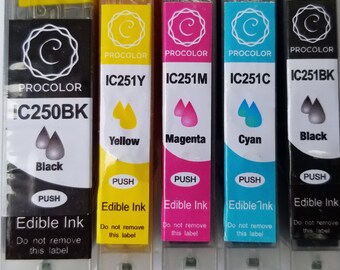 PROCOLOR
IC250BK
Black
PUSH
Edible Ink
Do not remove
this label
PROCOLOR
IC251Y
Yellow
PUSH
Edible Ink
Do not remove
this label
PROCOLOR
IC251M
Magenta
PUSH
Edible Ink
Do not remove
this label
PROCOLOR
IC251C
Cyan
PUSH
Edible Ink
Do not remove
this label
PROCOLOR
IC251BK
Black
PUSH
Edible Ink
Do not remove
this label